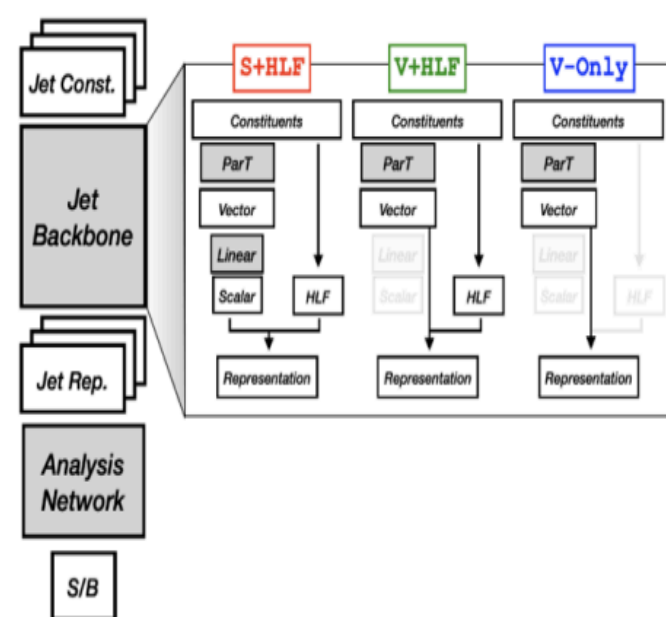 Jet Const.
Jet
Backbone
Jet Rep.
Analysis
Network
S/B
S+HLF
Constituents
ParT
Vector
Linear
Scalar
HLF
Representation
V+HLF
Constituents
ParT
Vector
Linear
Scalar
HLF
Representation
V-Only
Constituents
ParT
Vector
Linear
Scalar
HLF
Representation